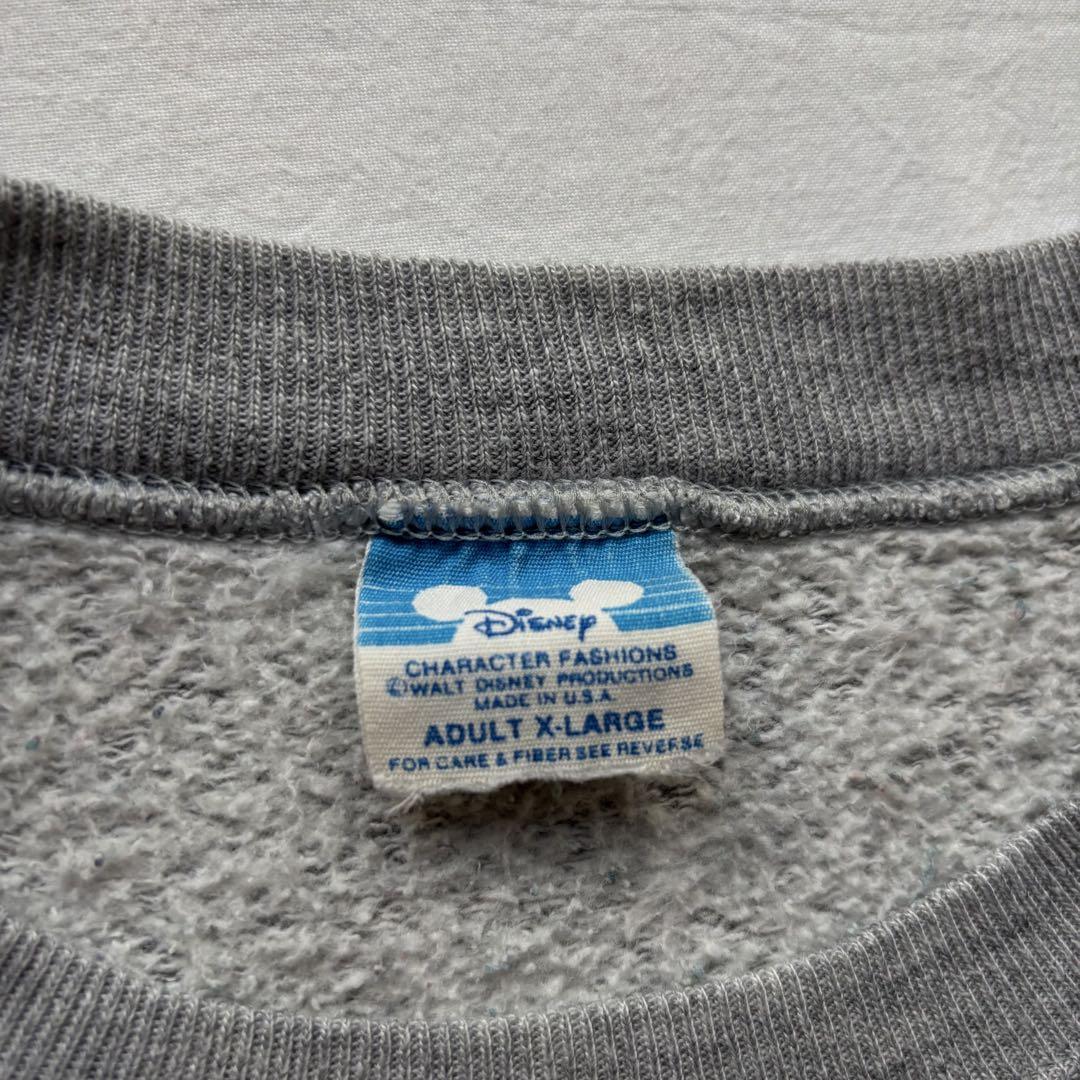 Disney
CHARACTER FASHIONS
©WALT DISNEY PRODUCTIONS
MADE IN U.S.A.
ADULT X-LARGE
FOR CARE & FIBER SEE REVERSE